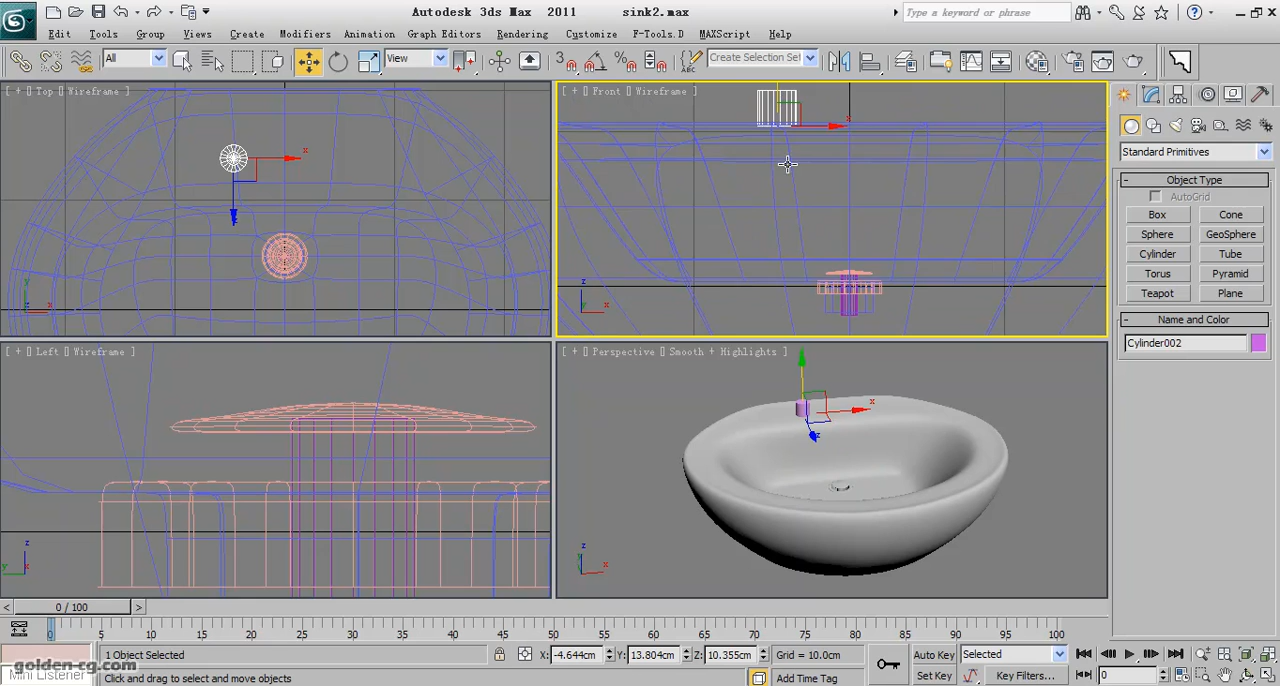 Autodesk 3ds Max 2011 sink2.max
Type a keyword or phrase
Edit Tools Group Views Create Modifiers Animation Graph Editors Rendering Customize F-Tools.D MAXScript Help
All View Create Selection Set
[ + [] Top [] Wireframe ]
[ + [] Front [] Wireframe ]
Standard Primitives
- Object Type
AutoGrid
Box Cone
Sphere GeoSphere
Cylinder Tube
Torus Pyramid
Teapot Plane
- Name and Color
Cylinder002
[ + [] Left [] Wireframe ]
[ + [] Perspective [] Smooth + Highlights ]
< 0 / 100 >
0 5 10 15 20 25 30 35 40 45 50 55 60 65 70 75 80 85 90 95 100
1 Object Selected X: -4.644cm Y: 13.804cm Z: 10.355cm Grid = 10.0cm Auto Key Selected
golden-cg.com
Mini Listener Click and drag to select and move objects Add Time Tag Set Key Key Filters... 0